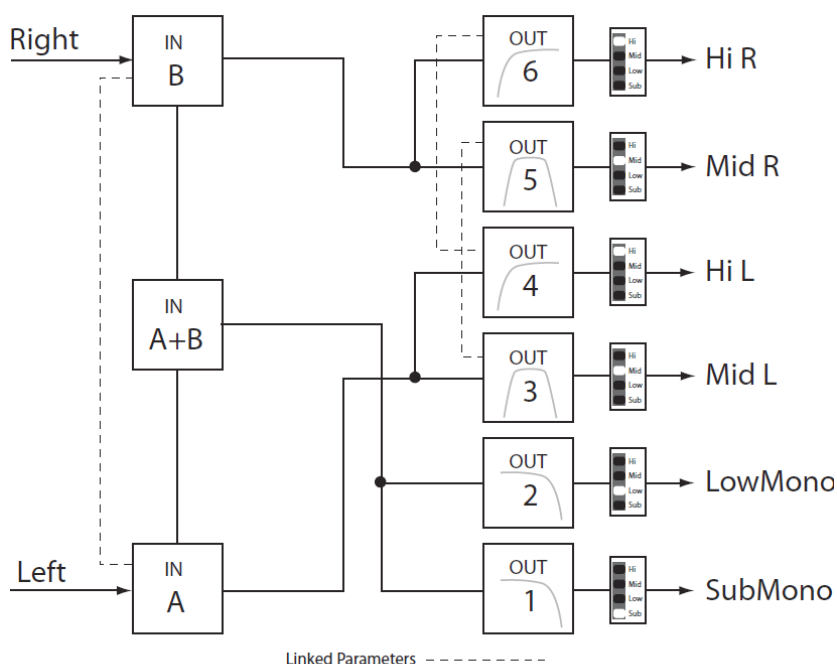 Right
IN
B
OUT
6
Hi
Mid
Low
Sub
Hi R
OUT
5
Hi
Mid
Low
Sub
Mid R
IN
A+B
OUT
4
Hi
Mid
Low
Sub
Hi L
OUT
3
Hi
Mid
Low
Sub
Mid L
OUT
2
Hi
Mid
Low
Sub
LowMono
Left
IN
A
OUT
1
Hi
Mid
Low
Sub
SubMono
Linked Parameters